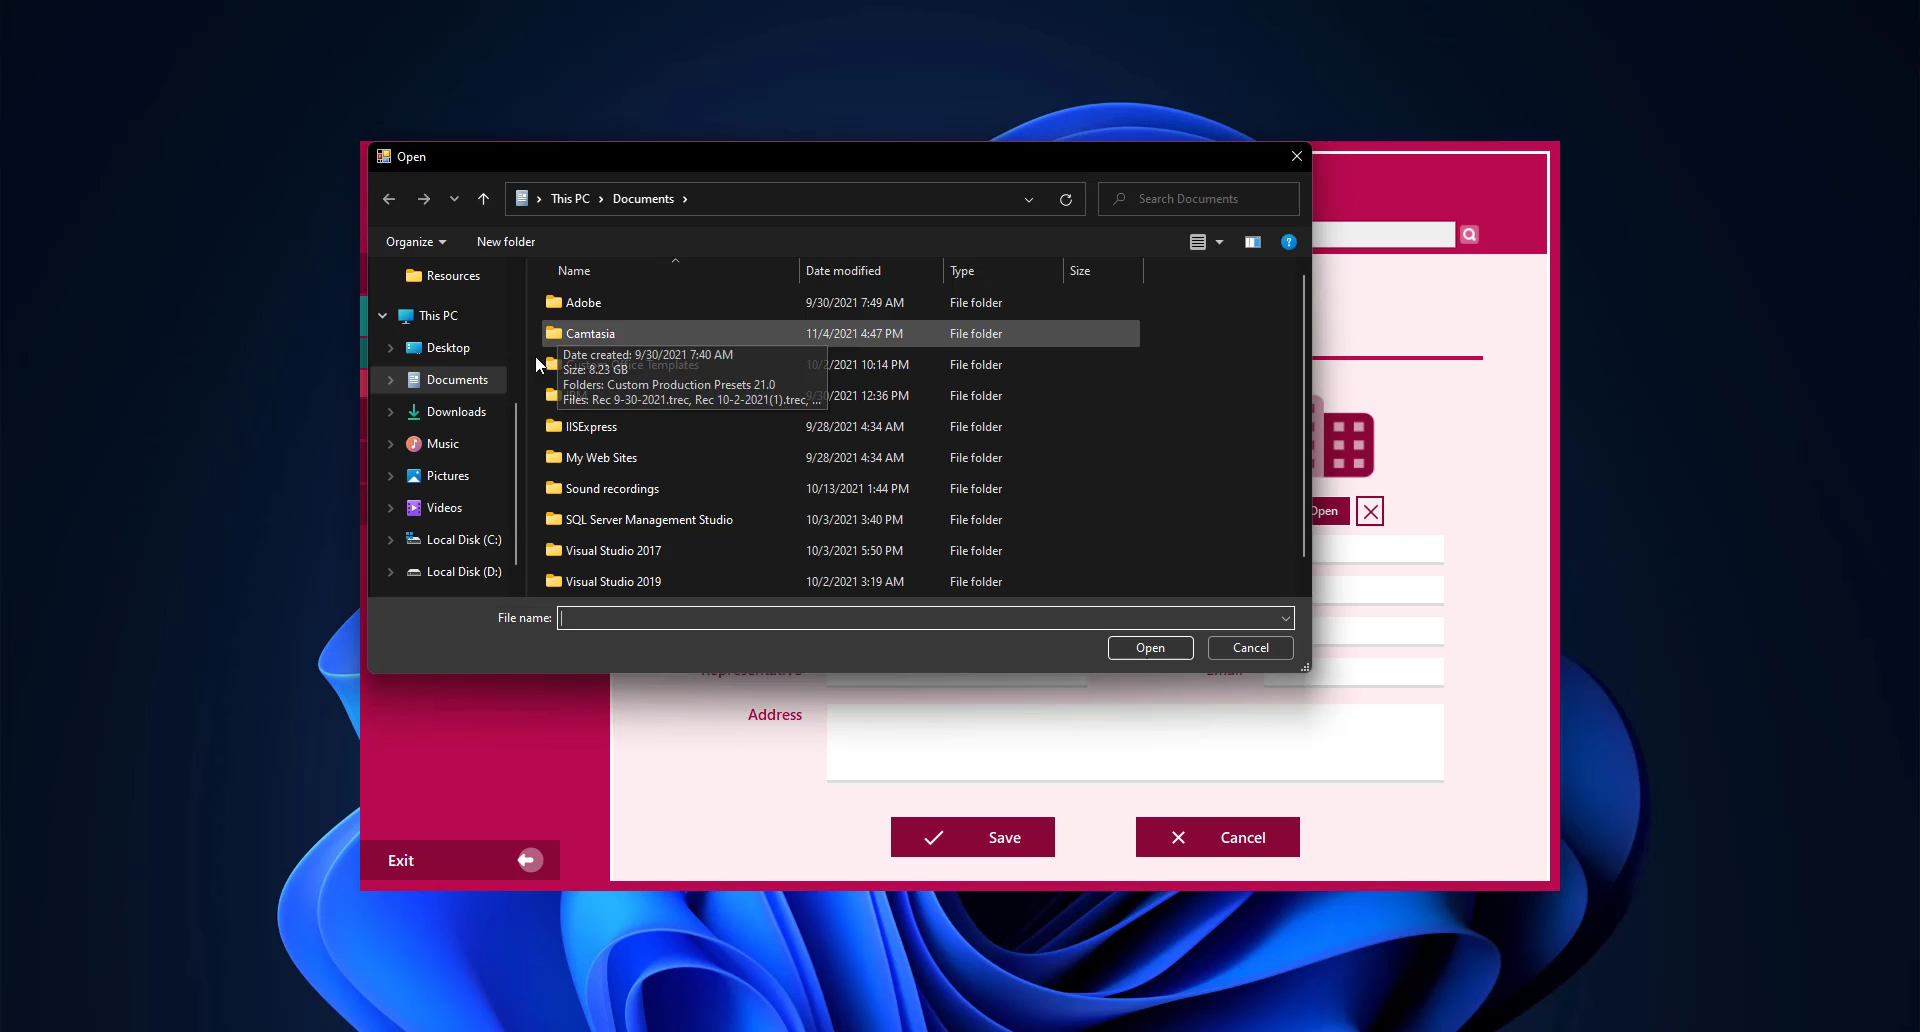 Open
This PC
Documents
Search Documents
Organize
New folder
Name
Date modified
Type
Size
Resources
This PC
Desktop
Documents
Downloads
Music
Pictures
Videos
Local Disk (C:)
Local Disk (D:)
Adobe 9/30/2021 7:49 AM File folder
Camtasia 11/4/2021 4:47 PM File folder
Custom Office Templates 10/2/2021 10:14 PM File folder
9/30/2021 12:36 PM File folder
Date created: 9/30/2021 7:40 AM
Size: 8.23 GB
Folders: Custom Production Presets 21.0
Files: Rec 9-30-2021.trec, Rec 10-2-2021(1).trec, ...
IISExpress 9/28/2021 4:34 AM File folder
My Web Sites 9/28/2021 4:34 AM File folder
Sound recordings 10/13/2021 1:44 PM File folder
SQL Server Management Studio 10/3/2021 3:40 PM File folder
Visual Studio 2017 10/3/2021 5:50 PM File folder
Visual Studio 2019 10/2/2021 3:19 AM File folder
File name:
Open
Cancel
Open
Representative
Email
Address
Save
Cancel
Exit